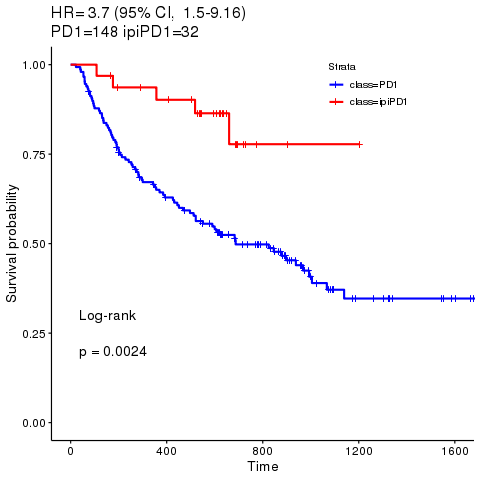 HR= 3.7 (95% CI,  1.5-9.16)
PD1=148 ipiPD1=32
Strata
class=PD1
class=ipiPD1
1.00
0.75
0.50
0.25
0.00
Survival probability
Log-rank
p = 0.0024
0 400 800 1200 1600
Time